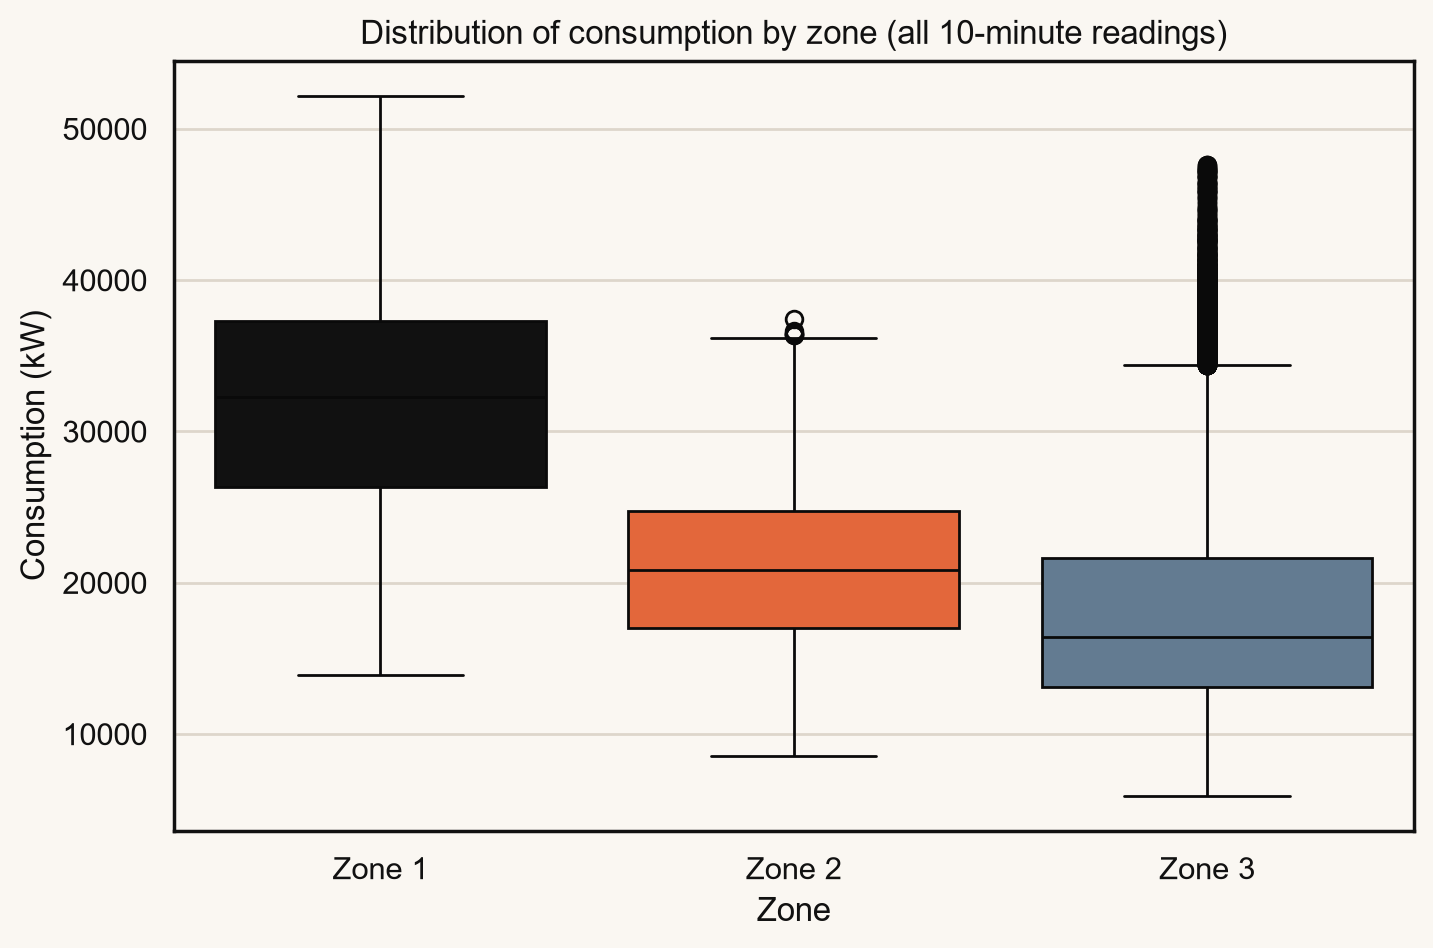 Distribution of consumption by zone (all 10-minute readings)
Consumption (kW)
50000
40000
30000
20000
10000
Zone 1
Zone 2
Zone 3
Zone